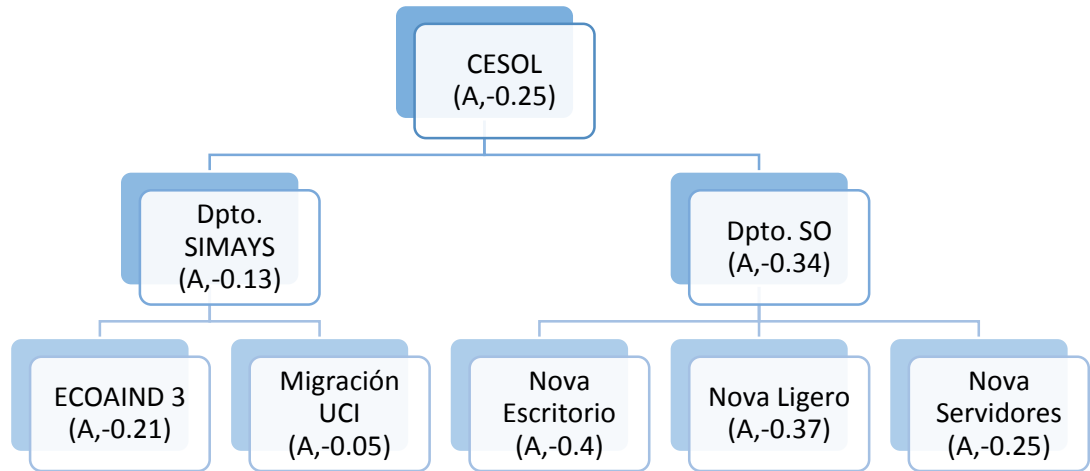 CESOL
(A,-0.25)
Dpto.
SIMAYS
(A,-0.13)
Dpto. SO
(A,-0.34)
ECOAIND 3
(A,-0.21)
Migración
UCI
(A,-0.05)
Nova
Escritorio
(A,-0.4)
Nova Ligero
(A,-0.37)
Nova
Servidores
(A,-0.25)